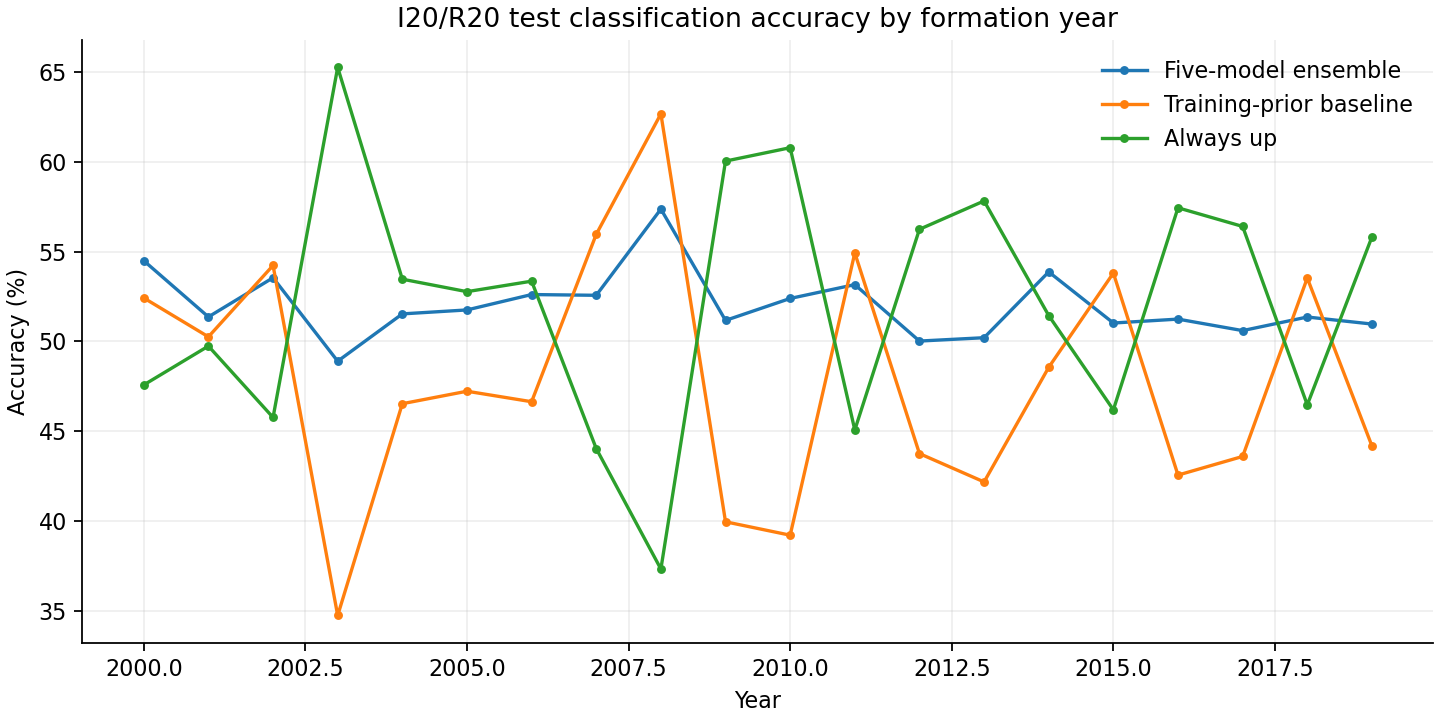 I20/R20 test classification accuracy by formation year
Five-model ensemble
Training-prior baseline
Always up
Accuracy (%)
65
60
55
50
45
40
35
2000.0 2002.5 2005.0 2007.5 2010.0 2012.5 2015.0 2017.5
Year